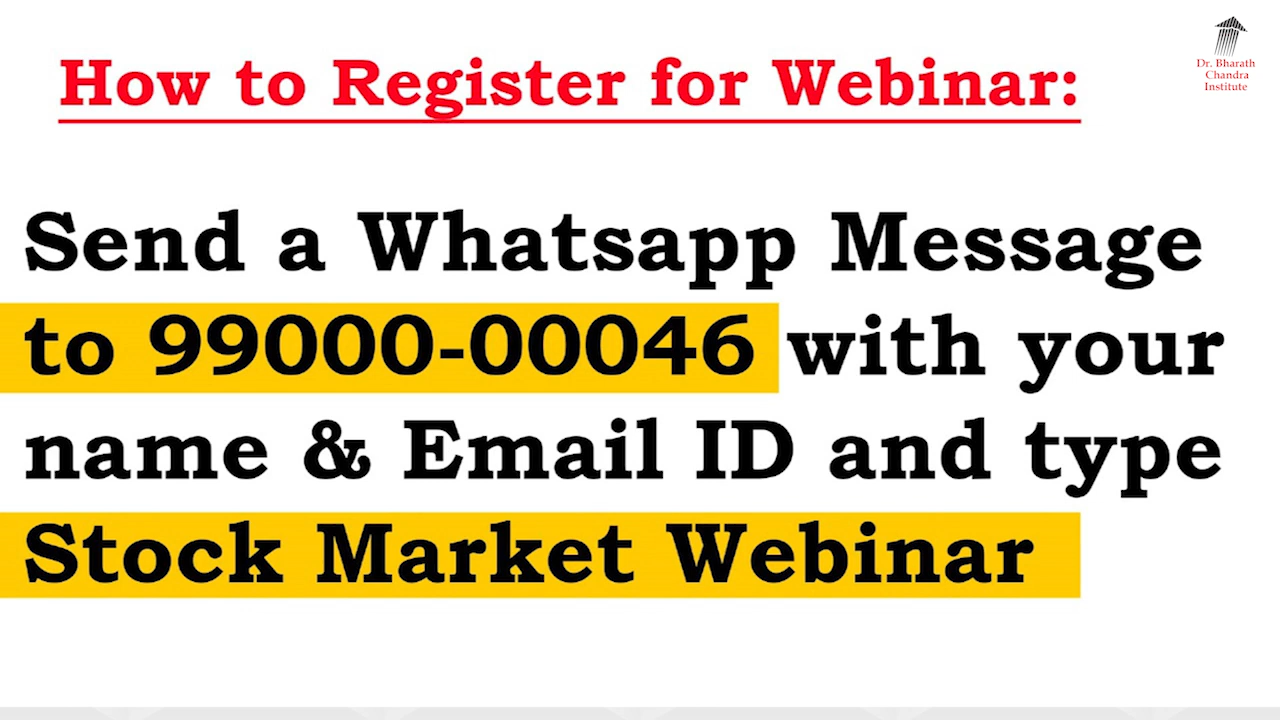 How to Register for Webinar:
Dr. Bharath
Chandra
Institute
Send a Whatsapp Message
to 99000-00046 with your
name & Email ID and type
Stock Market Webinar